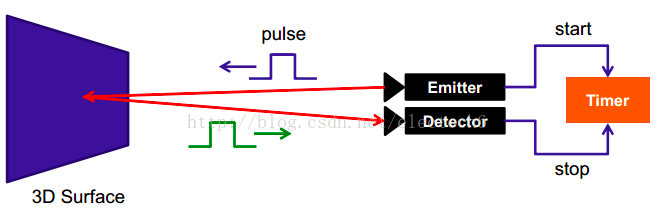 pulse
start
Emitter
Timer
Detector
stop
3D Surface